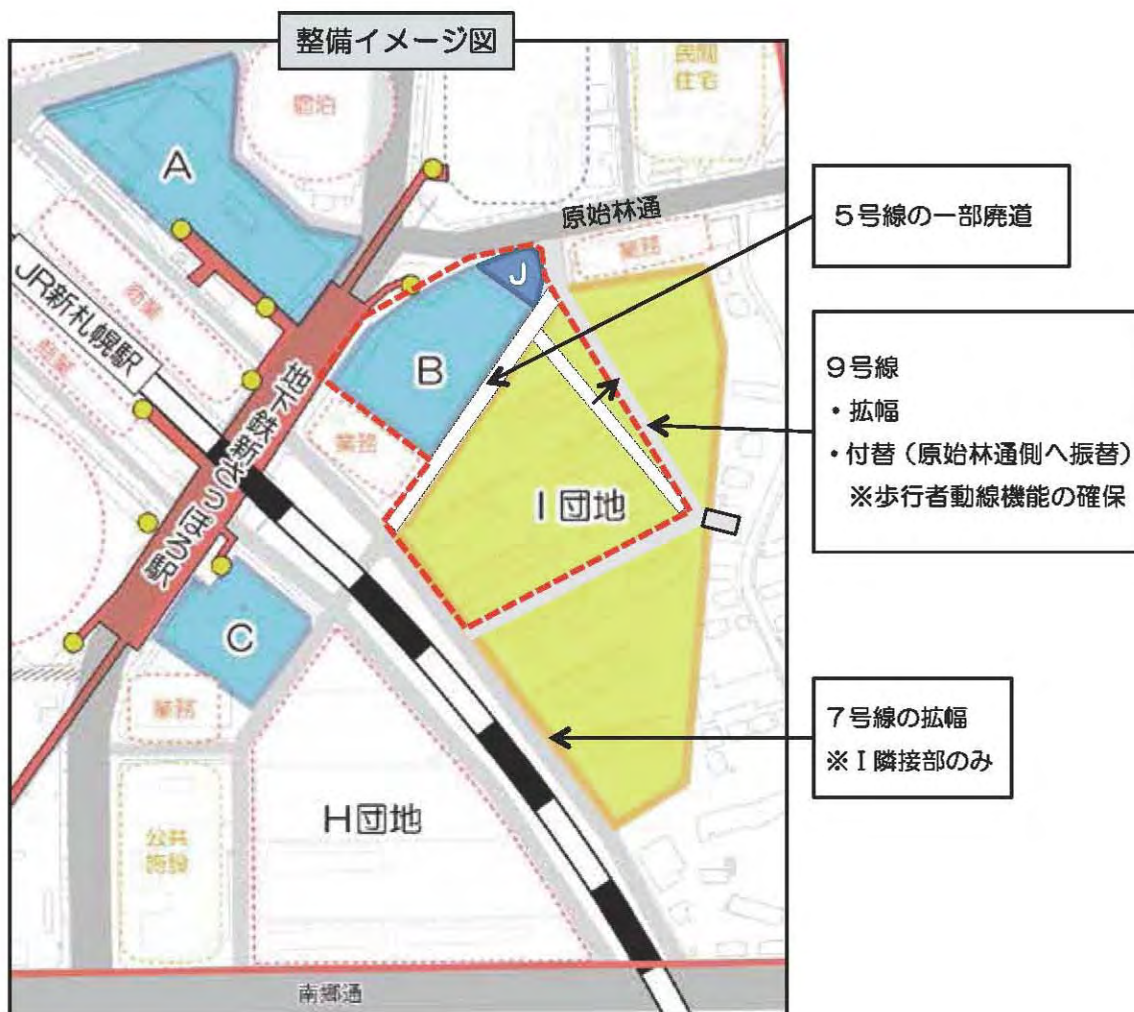 整備イメージ図
民間
住宅
宿泊
A
原始林通
業務
J
JR新札幌駅
商業
商業
地下鉄新さっぽろ駅
B
業務
I団地
C
業務
H団地
公共
施設
南郷通
5号線の一部廃道
9号線
・拡幅
・付替(原始林通側へ振替)
※歩行者動線機能の確保
7号線の拡幅
※I隣接部のみ